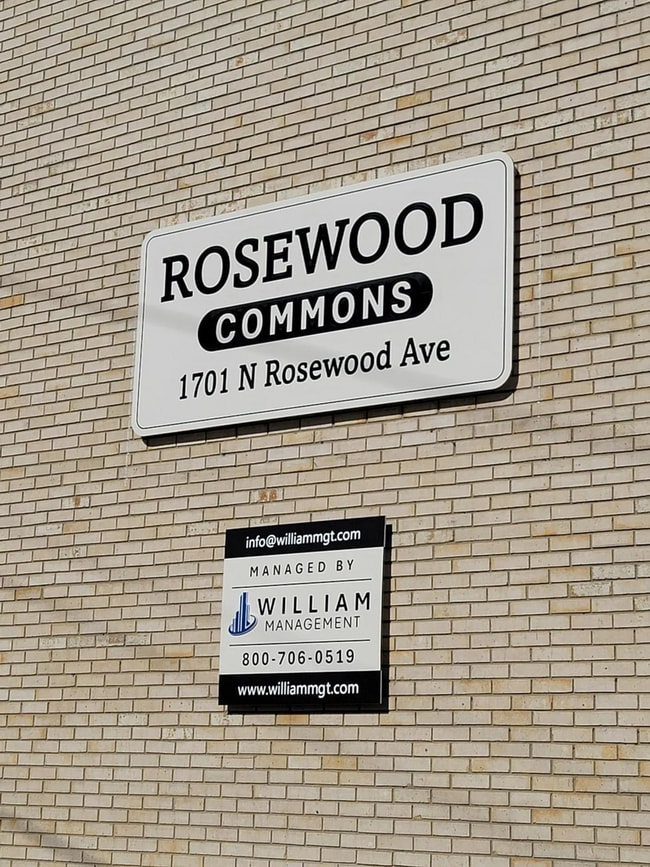 ROSEWOOD
COMMONS
1701 N Rosewood Ave
info@williammgt.com
MANAGED BY
WILLIAM
MANAGEMENT
800-706-0519
www.williammgt.com